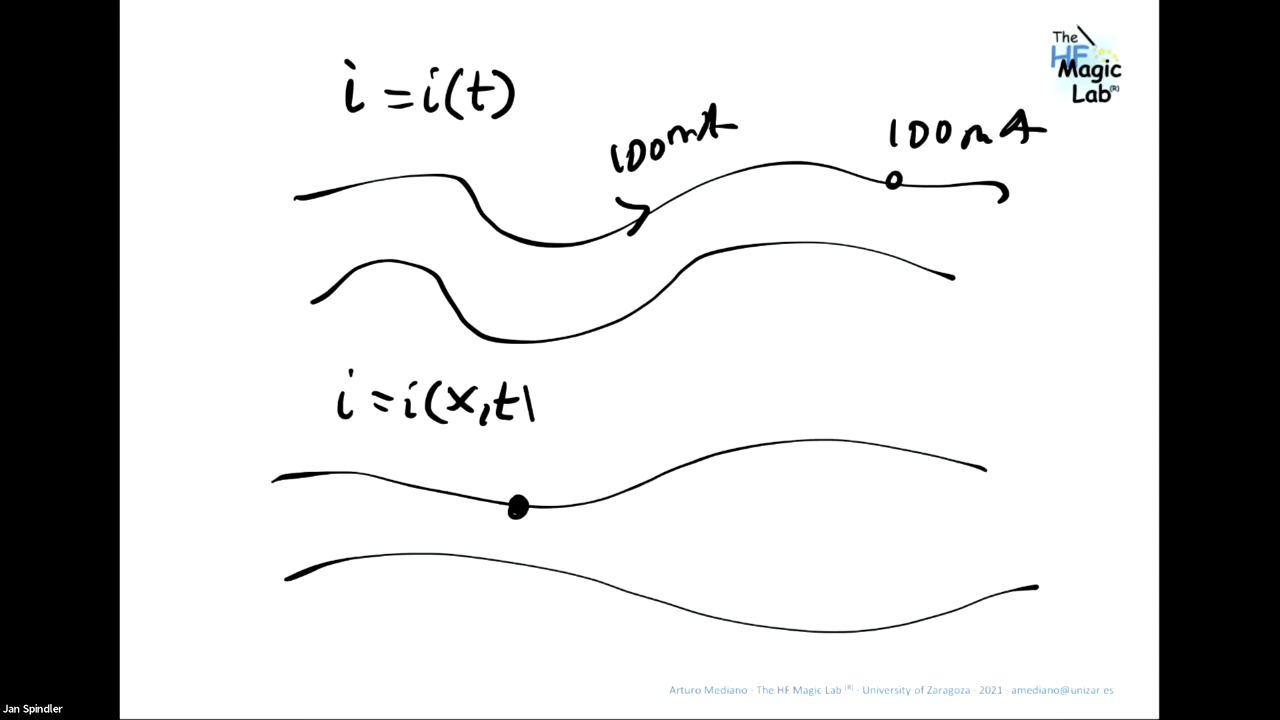 The
HF
Magic
Lab(R)
i = i(t)
100mA
100mA
i = i(x,t)
Arturo Mediano · The HF Magic Lab (R) · University of Zaragoza · 2021 · amediano@unizar.es
Jan Spindler